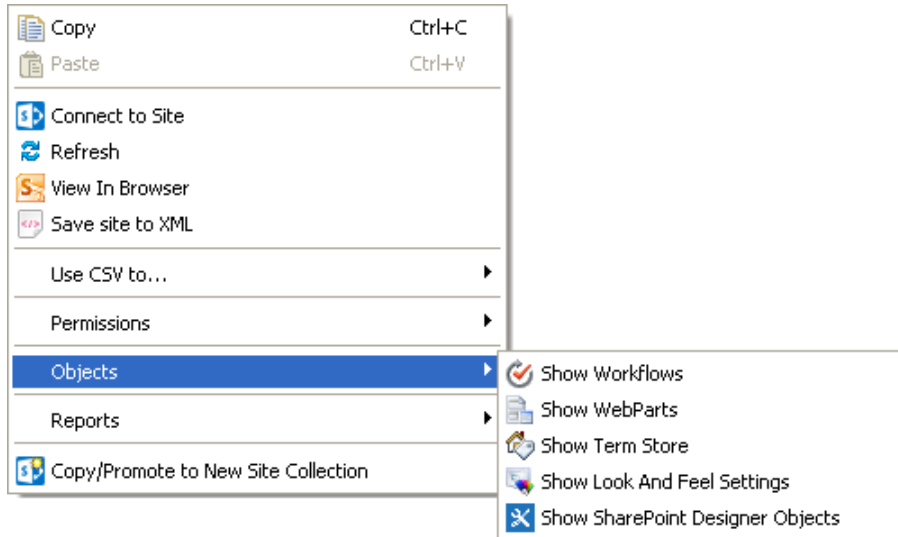 Copy Ctrl+C
Paste Ctrl+V
Connect to Site
Refresh
View In Browser
Save site to XML
Use CSV to...
Permissions
Objects
Reports
Copy/Promote to New Site Collection
Show Workflows
Show WebParts
Show Term Store
Show Look And Feel Settings
Show SharePoint Designer Objects